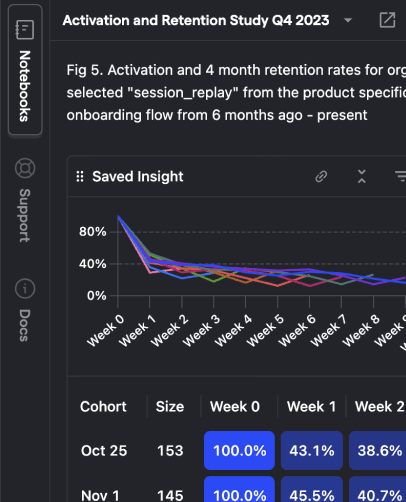 Activation and Retention Study Q4 2023
Notebooks
Support
Docs
Fig 5. Activation and 4 month retention rates for org
selected "session_replay" from the product specific
onboarding flow from 6 months ago - present
Saved Insight
80%
40%
0%
Week 0
Week 1
Week 2
Week 3
Week 4
Week 5
Week 6
Week 7
Week 8
Week 9
Cohort Size Week 0 Week 1 Week 2
Oct 25 153 100.0% 43.1% 38.6%
Nov 1 145 100.0% 45.5% 40.7%